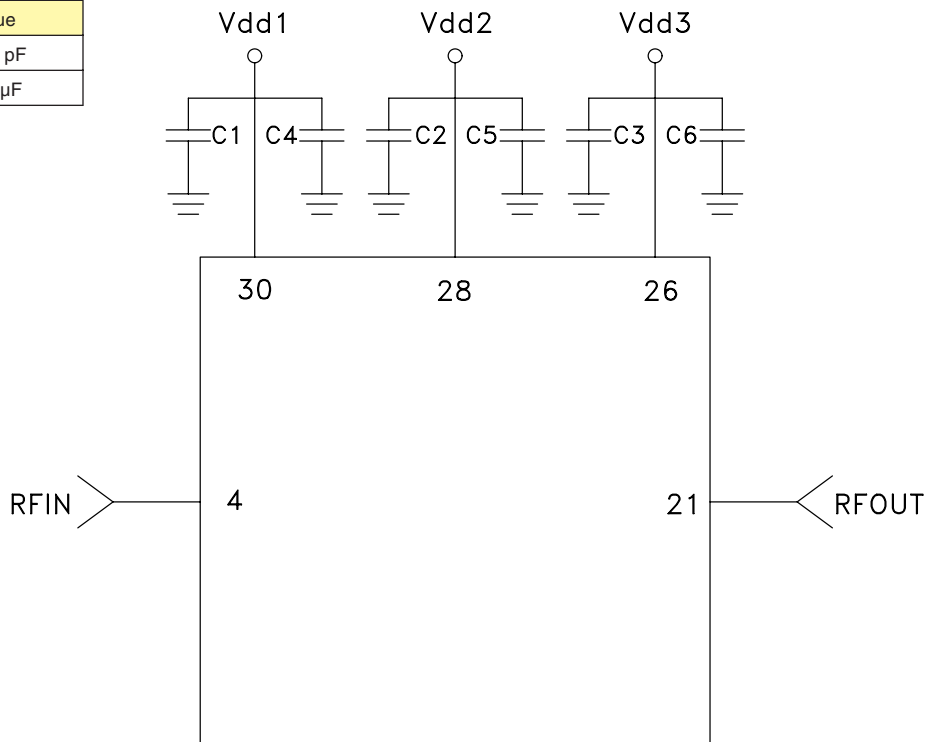 pF
µF
Vdd1 Vdd2 Vdd3
C1 C4 C2 C5 C3 C6
30 28 26
RFIN 4 21 RFOUT